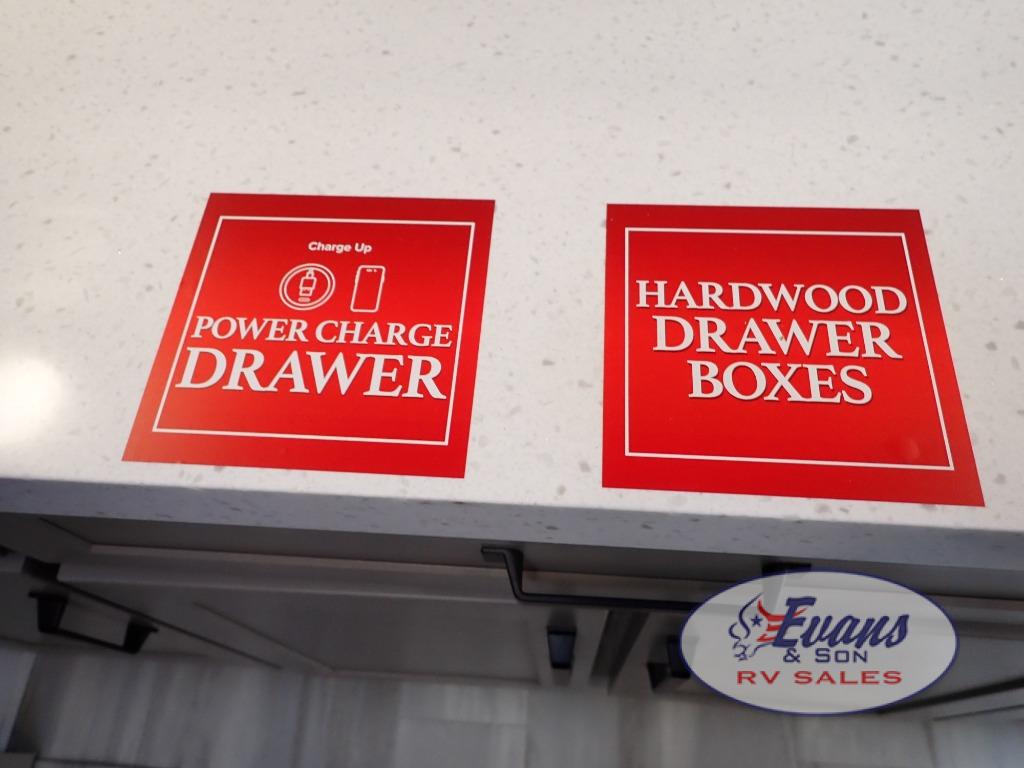 Charge Up
POWER CHARGE
DRAWER
HARDWOOD
DRAWER
BOXES
Evans
& SON
RV SALES